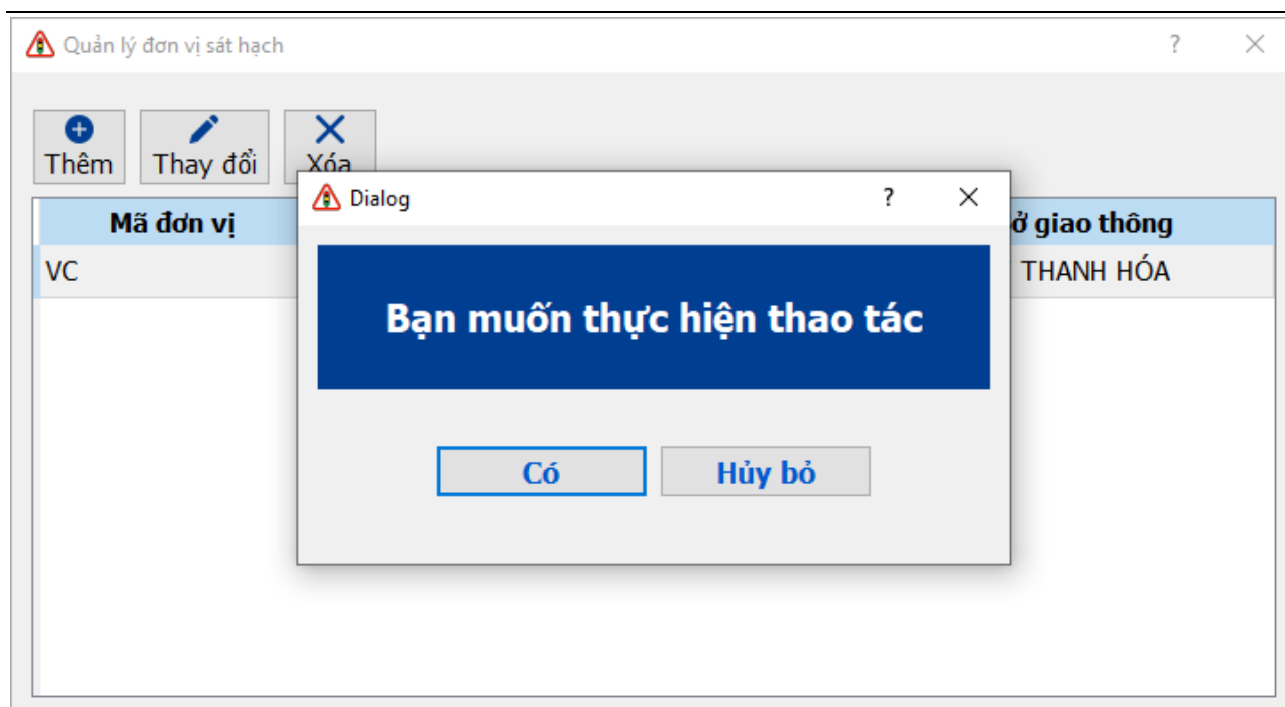 Quản lý đơn vị sát hạch
Thêm
Thay đổi
Xóa
Dialog
Mã đơn vị
giao thông
VC
THANH HÓA
Bạn muốn thực hiện thao tác
Có
Hủy bỏ